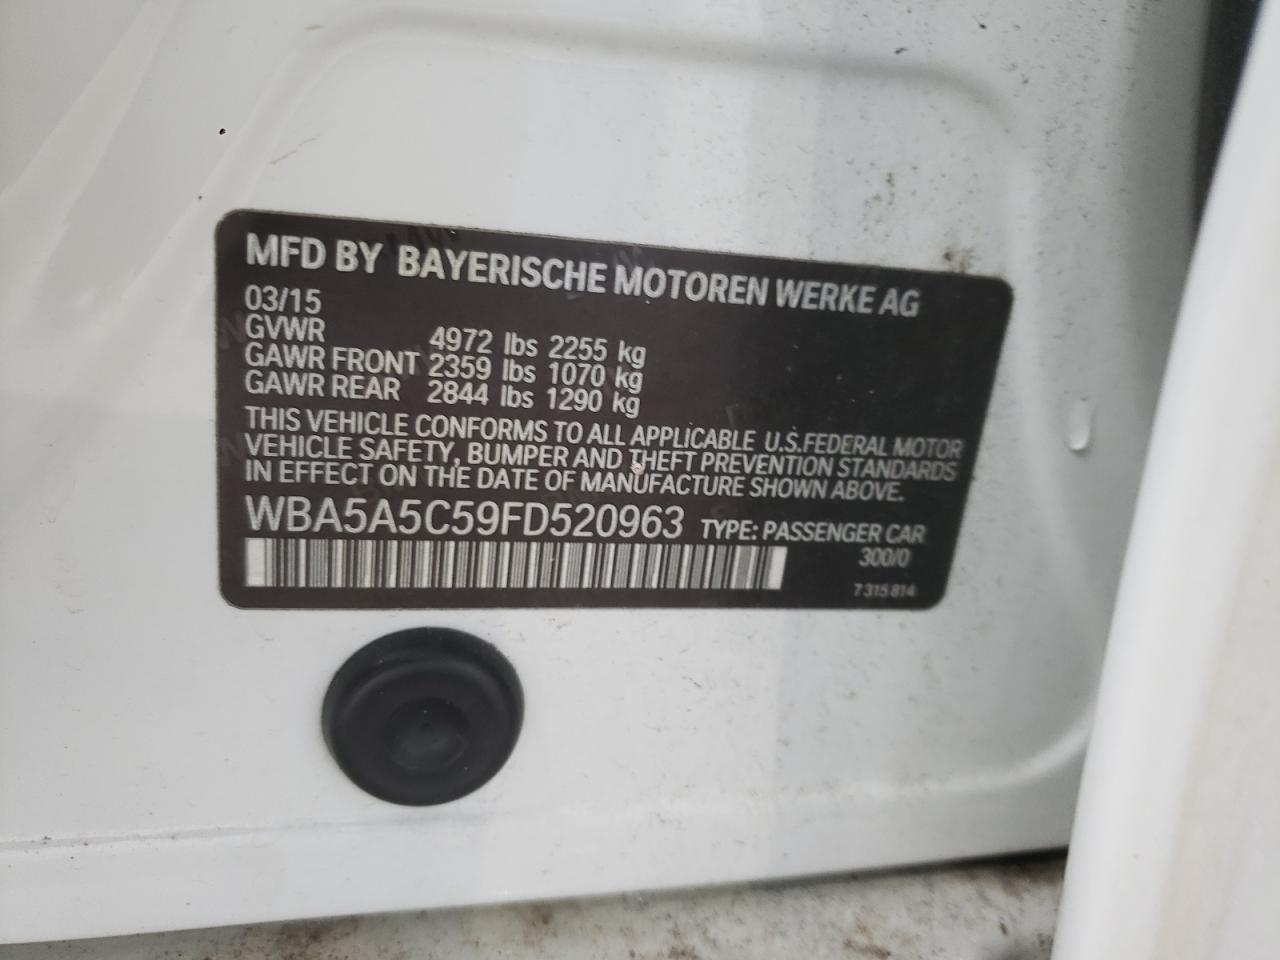 MFD BY BAYERISCHE MOTOREN WERKE AG
03/15
GVWR 4972 lbs 2255 kg
GAWR FRONT 2359 lbs 1070 kg
GAWR REAR 2844 lbs 1290 kg
THIS VEHICLE CONFORMS TO ALL APPLICABLE U.S.FEDERAL MOTOR
VEHICLE SAFETY, BUMPER AND THEFT PREVENTION STANDARDS
IN EFFECT ON THE DATE OF MANUFACTURE SHOWN ABOVE.
WBA5A5C59FD520963 TYPE: PASSENGER CAR
300/0
7 315 814